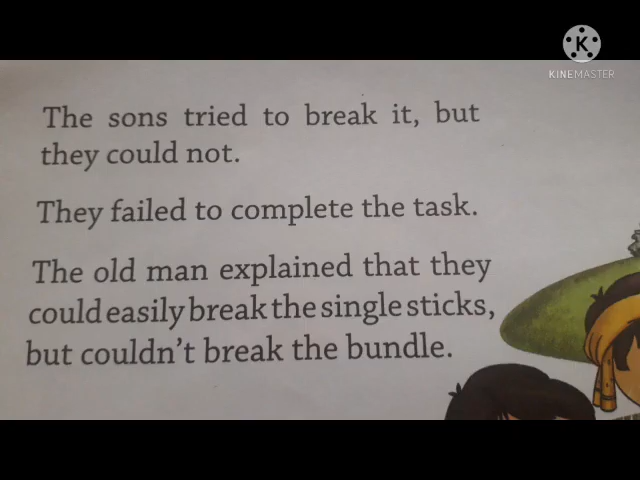 K
KINEMASTER
The sons tried to break it, but
they could not.
They failed to complete the task.
The old man explained that they
could easily break the single sticks,
but couldn't break the bundle.